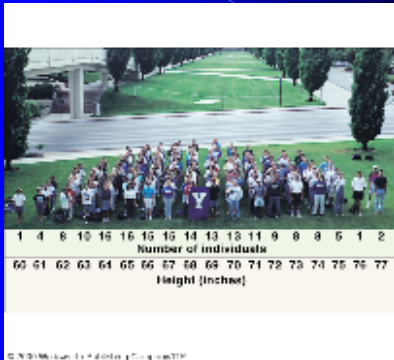 Y
1 4 8 10 16 16 15 15 14 13 13 11 9 8 8 5 1 2
Number of individuals
60 61 62 63 64 65 66 67 68 69 70 71 72 73 74 75 76 77
Height (inches)